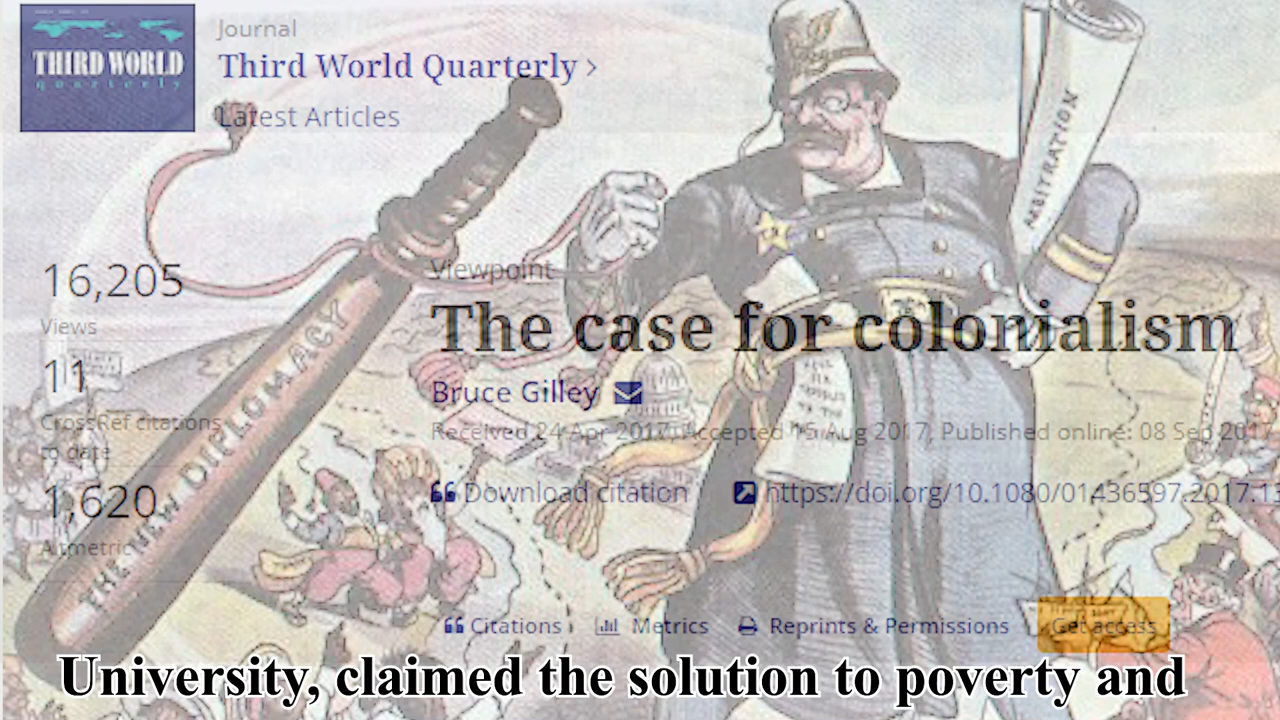 THIRD WORLD
quarterly
Journal
Third World Quarterly >
Latest Articles
ARBITRATION
16,205
Views
11
CrossRef citations
to date
1,620
Altmetric
THE NEW DIPLOMACY
Viewpoint
The case for colonialism
Bruce Gilley
Received 24 Apr 2017, Accepted 15 Aug 2017, Published online: 08 Sep 2017
Download citation https://doi.org/10.1080/01436597.2017.1
Citations Metrics Reprints & Permissions Get access
University, claimed the solution to poverty and